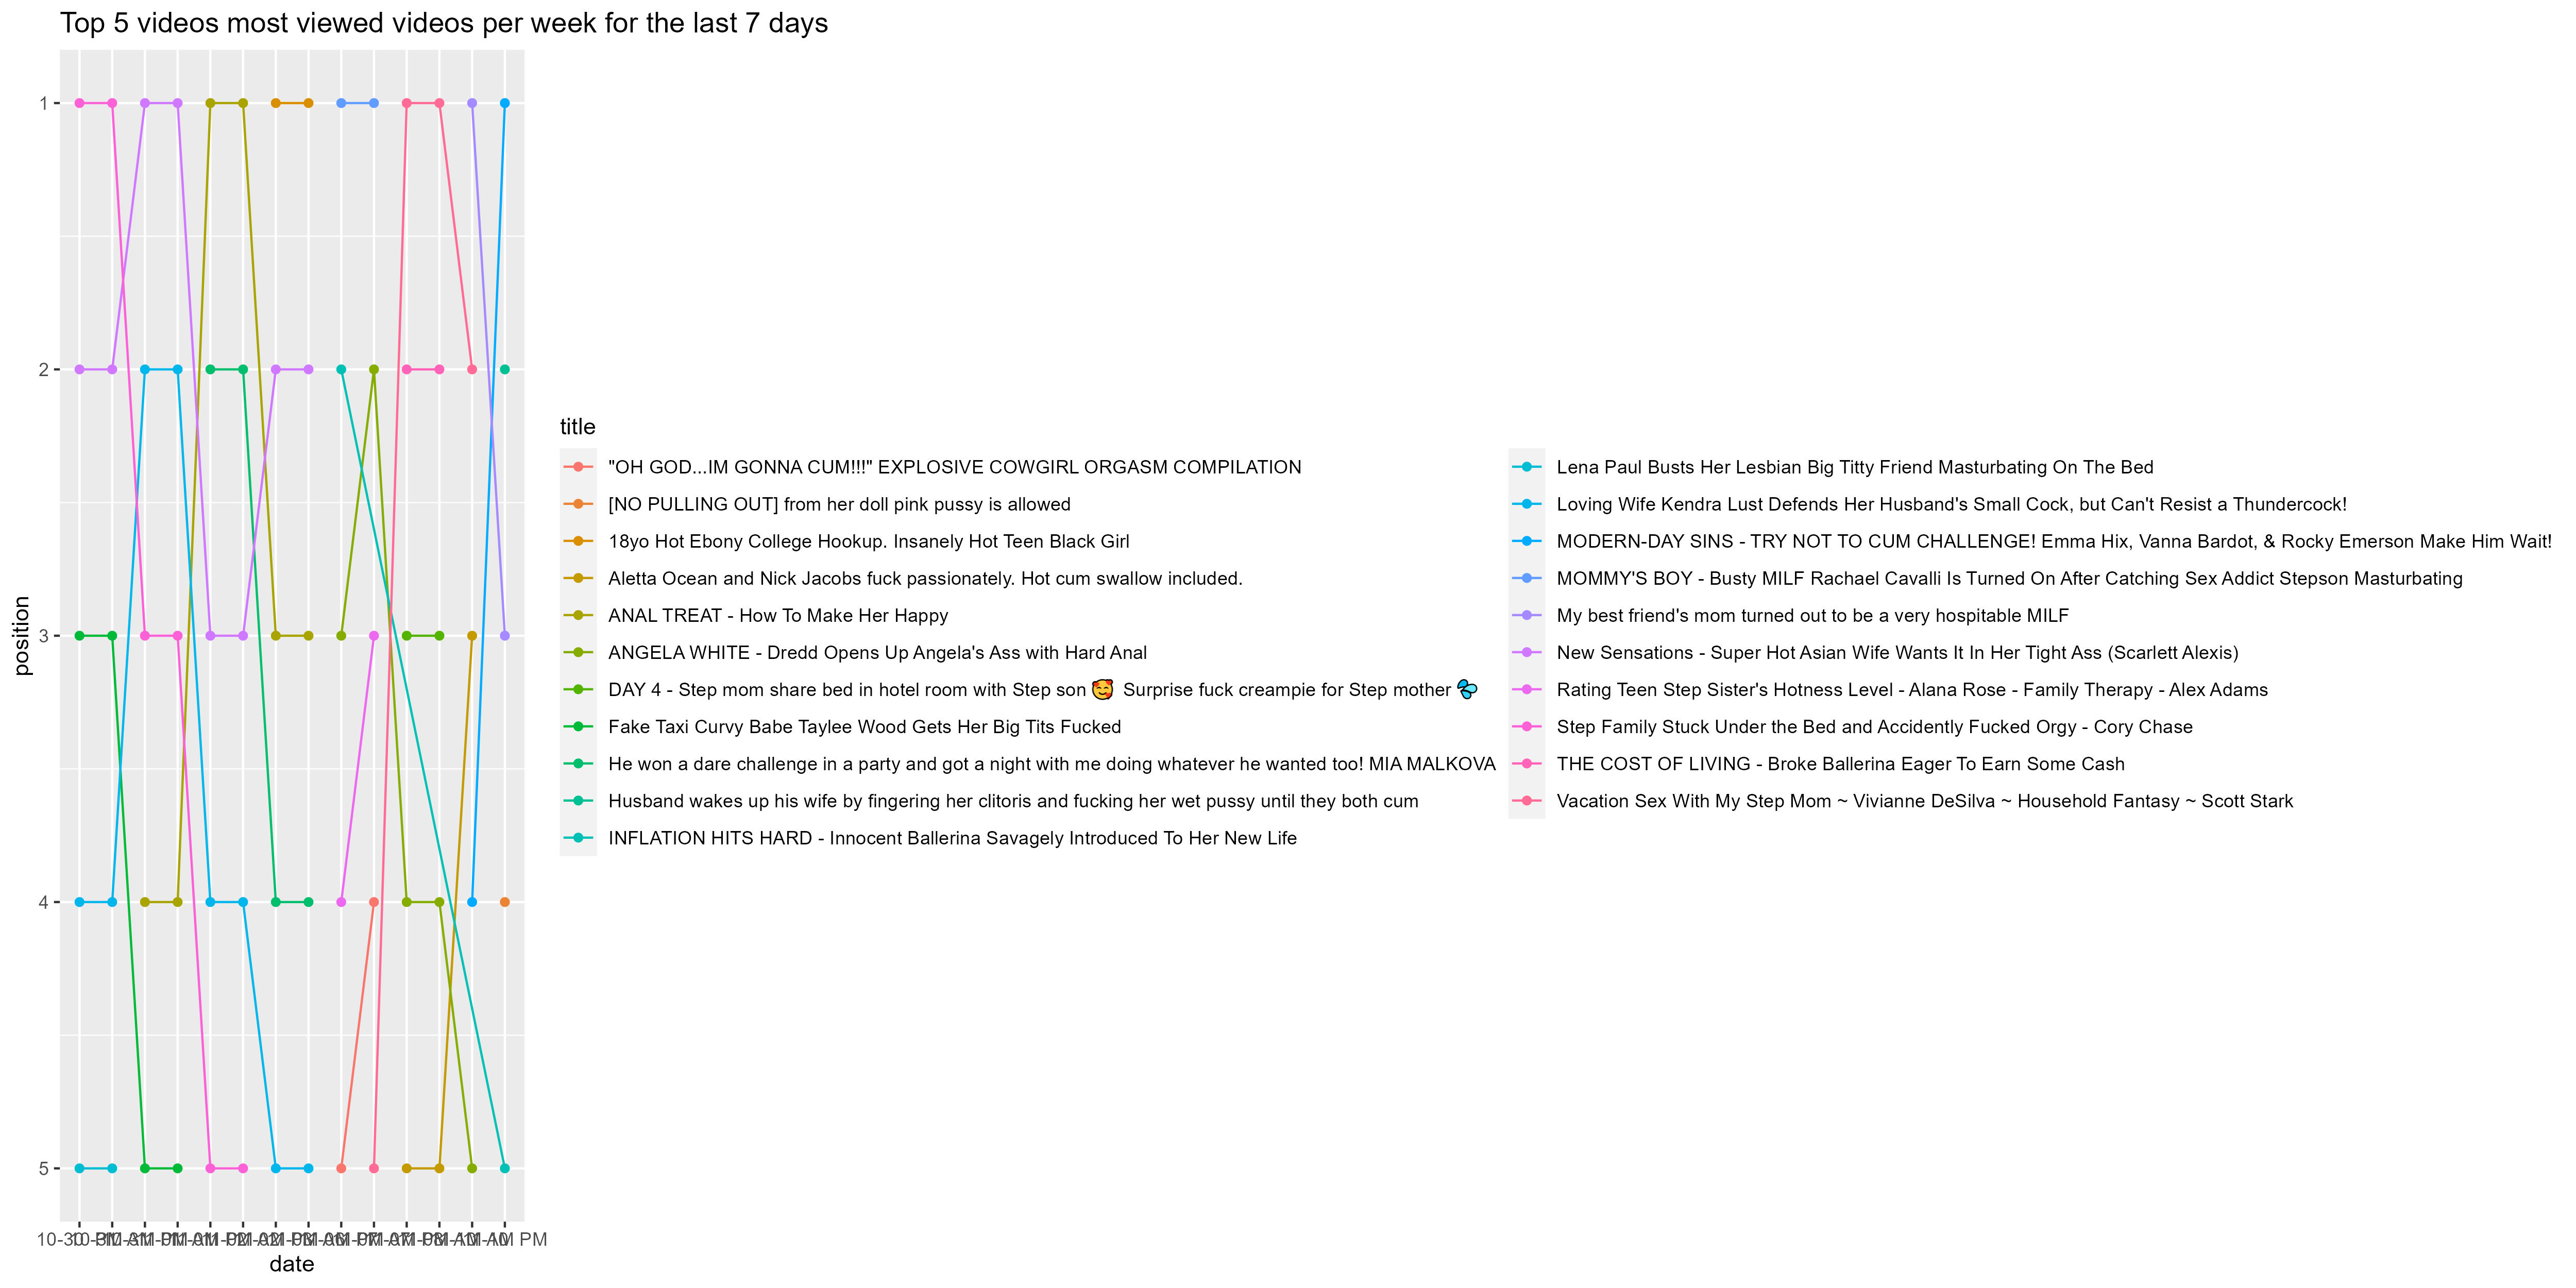 Top 5 videos most viewed videos per week for the last 7 days
position
1
2
3
4
5
date
title
"OH GOD...IM GONNA CUM!!!" EXPLOSIVE COWGIRL ORGASM COMPILATION
[NO PULLING OUT] from her doll pink pussy is allowed
18yo Hot Ebony College Hookup. Insanely Hot Teen Black Girl
Aletta Ocean and Nick Jacobs fuck passionately. Hot cum swallow included.
ANAL TREAT - How To Make Her Happy
ANGELA WHITE - Dredd Opens Up Angela's Ass with Hard Anal
DAY 4 - Step mom share bed in hotel room with Step son 🥰 Surprise fuck creampie for Step mother 💦
Fake Taxi Curvy Babe Taylee Wood Gets Her Big Tits Fucked
He won a dare challenge in a party and got a night with me doing whatever he wanted too! MIA MALKOVA
Husband wakes up his wife by fingering her clitoris and fucking her wet pussy until they both cum
INFLATION HITS HARD - Innocent Ballerina Savagely Introduced To Her New Life
Lena Paul Busts Her Lesbian Big Titty Friend Masturbating On The Bed
Loving Wife Kendra Lust Defends Her Husband's Small Cock, but Can't Resist a Thundercock!
MODERN-DAY SINS - TRY NOT TO CUM CHALLENGE! Emma Hix, Vanna Bardot, & Rocky Emerson Make Him Wait!
MOMMY'S BOY - Busty MILF Rachael Cavalli Is Turned On After Catching Sex Addict Stepson Masturbating
My best friend's mom turned out to be a very hospitable MILF
New Sensations - Super Hot Asian Wife Wants It In Her Tight Ass (Scarlett Alexis)
Rating Teen Step Sister's Hotness Level - Alana Rose - Family Therapy - Alex Adams
Step Family Stuck Under the Bed and Accidently Fucked Orgy - Cory Chase
THE COST OF LIVING - Broke Ballerina Eager To Earn Some Cash
Vacation Sex With My Step Mom ~ Vivianne DeSilva ~ Household Fantasy ~ Scott Stark